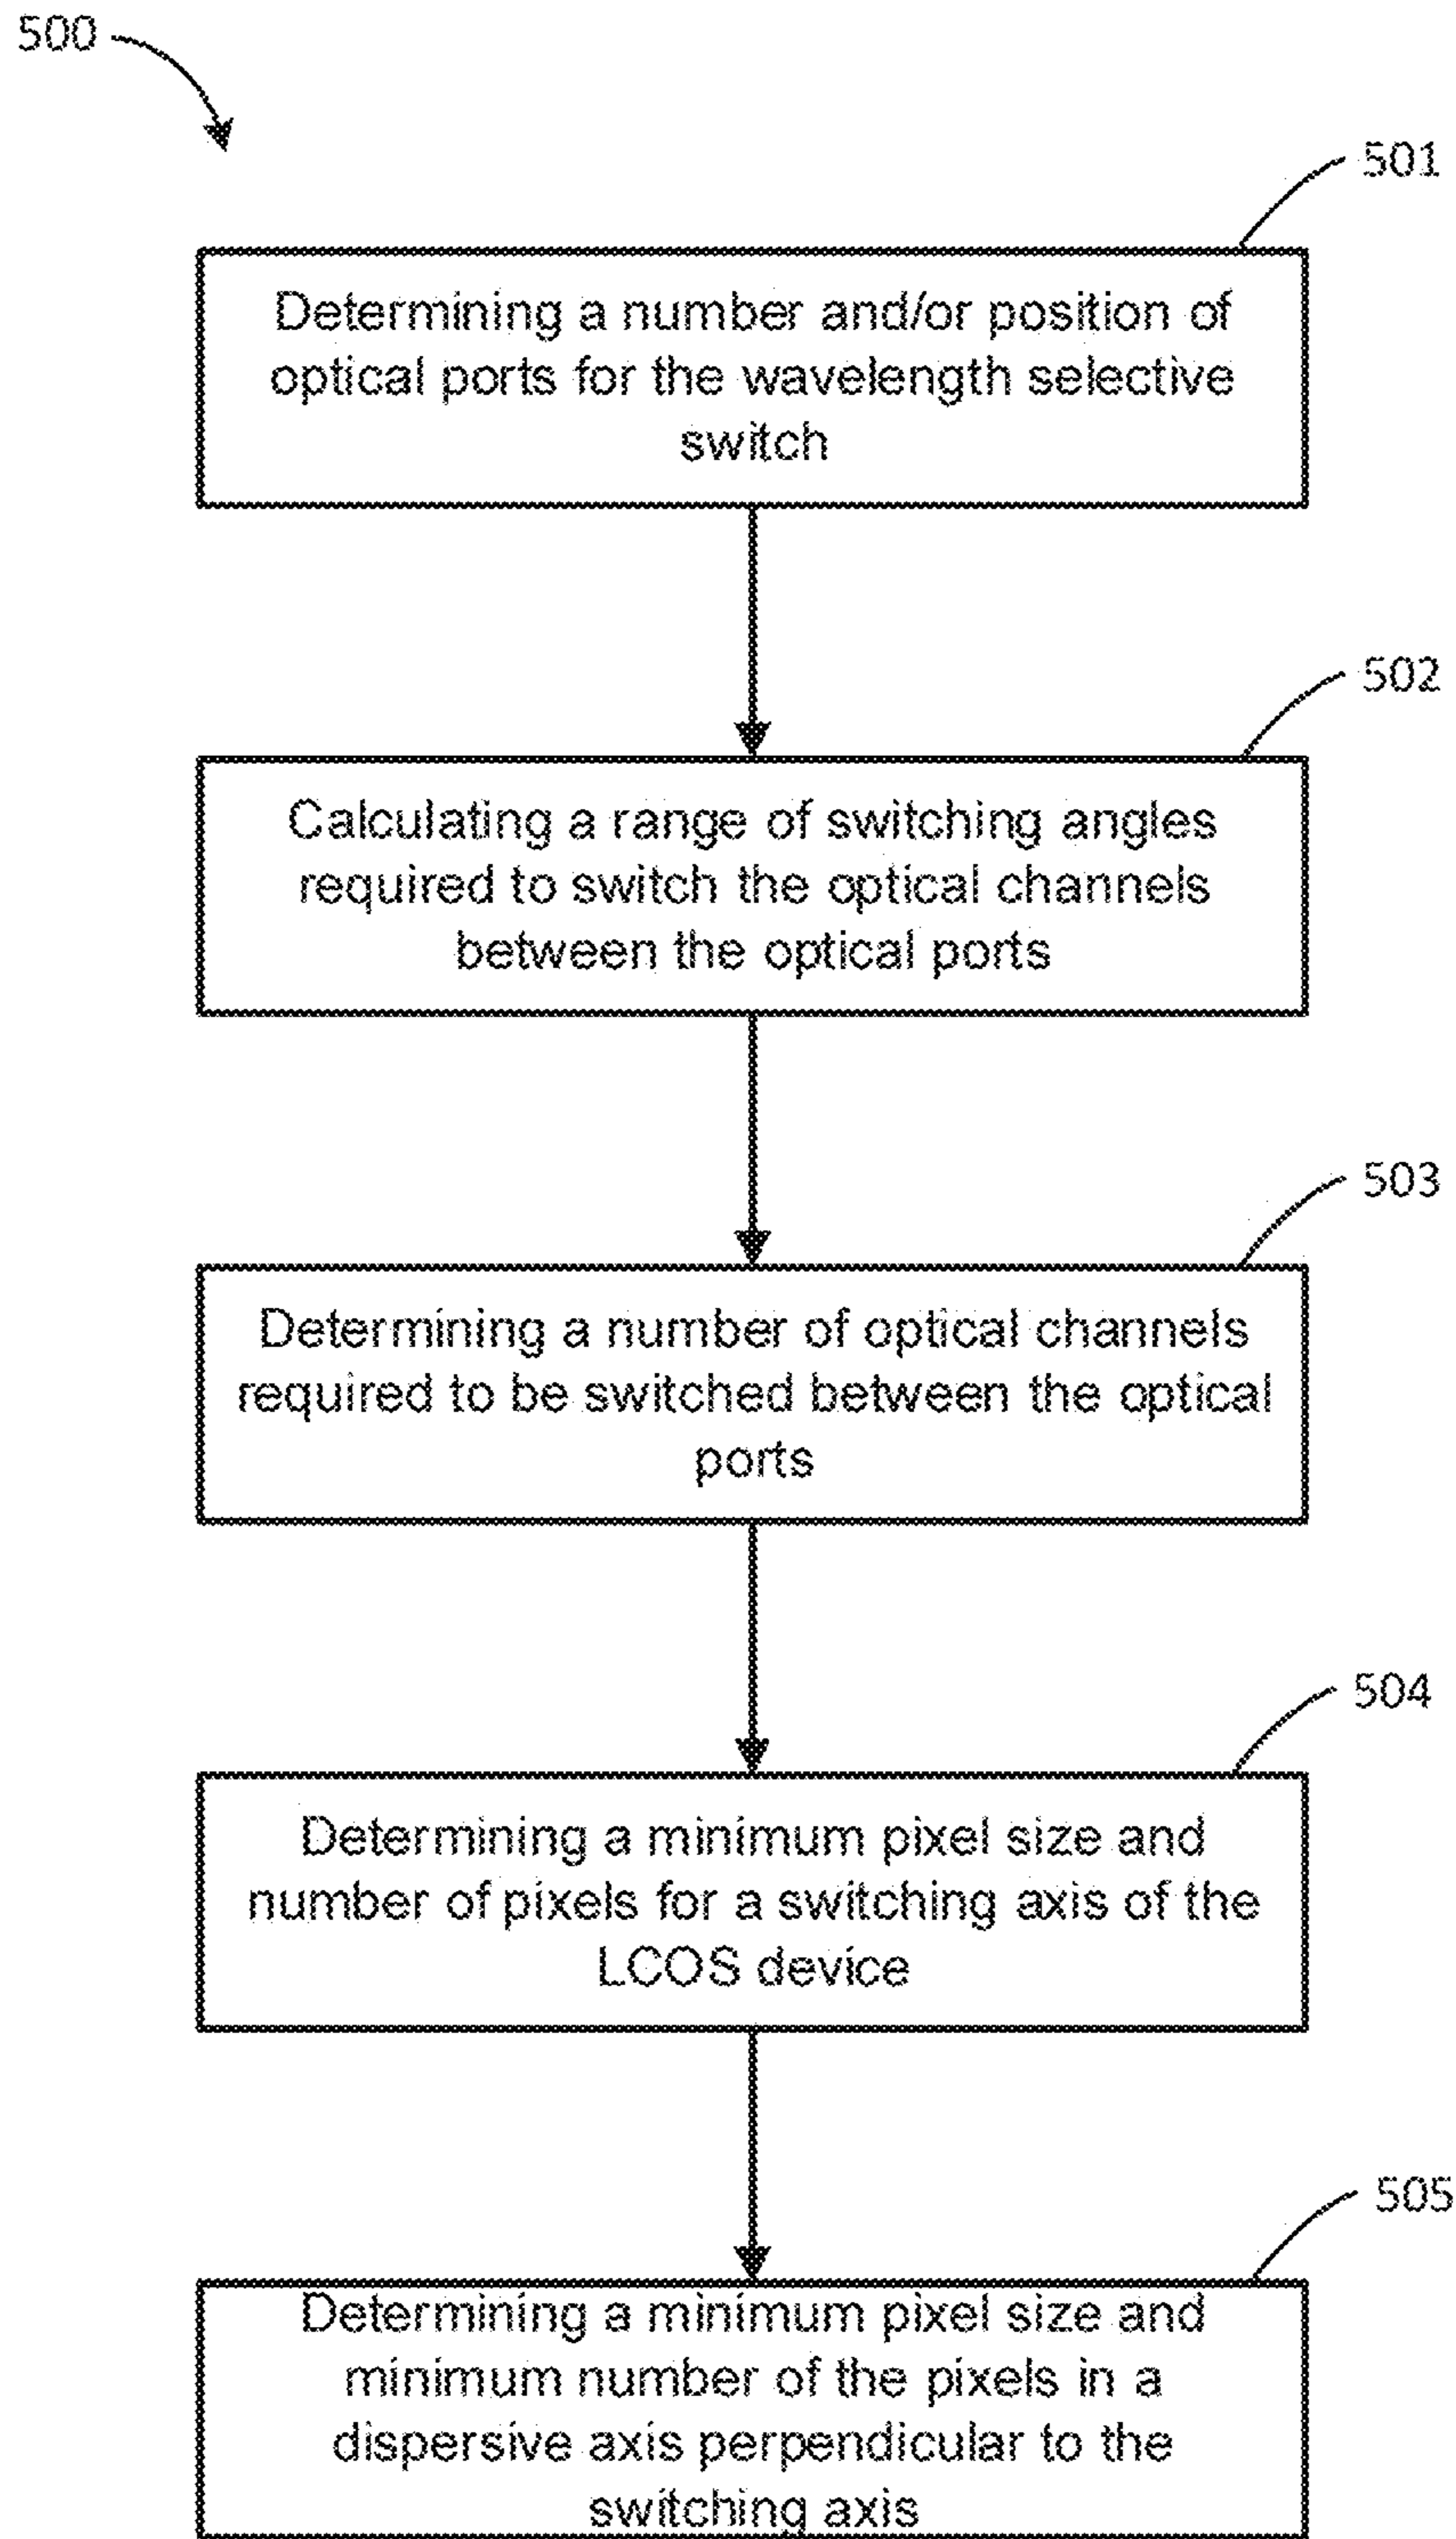 500
501
Determining a number and/or position of
optical ports for the wavelength selective
switch
502
Calculating a range of switching angles
required to switch the optical channels
between the optical ports
503
Determining a number of optical channels
required to be switched between the optical
ports
504
Determining a minimum pixel size and
number of pixels for a switching axis of the
LCOS device
505
Determining a minimum pixel size and
minimum number of the pixels in a
dispersive axis perpendicular to the
switching axis